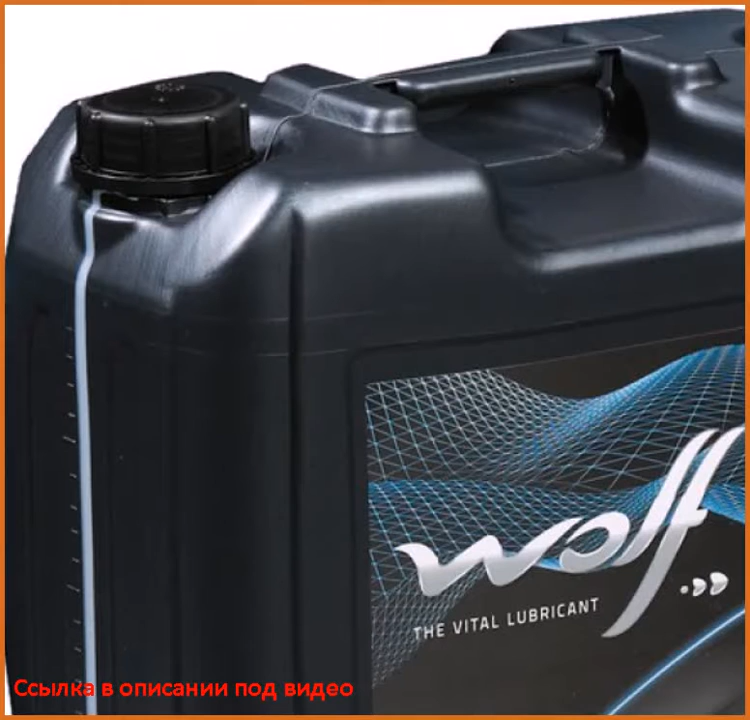 wolf
THE VITAL LUBRICANT
Ссылка в описании под видео